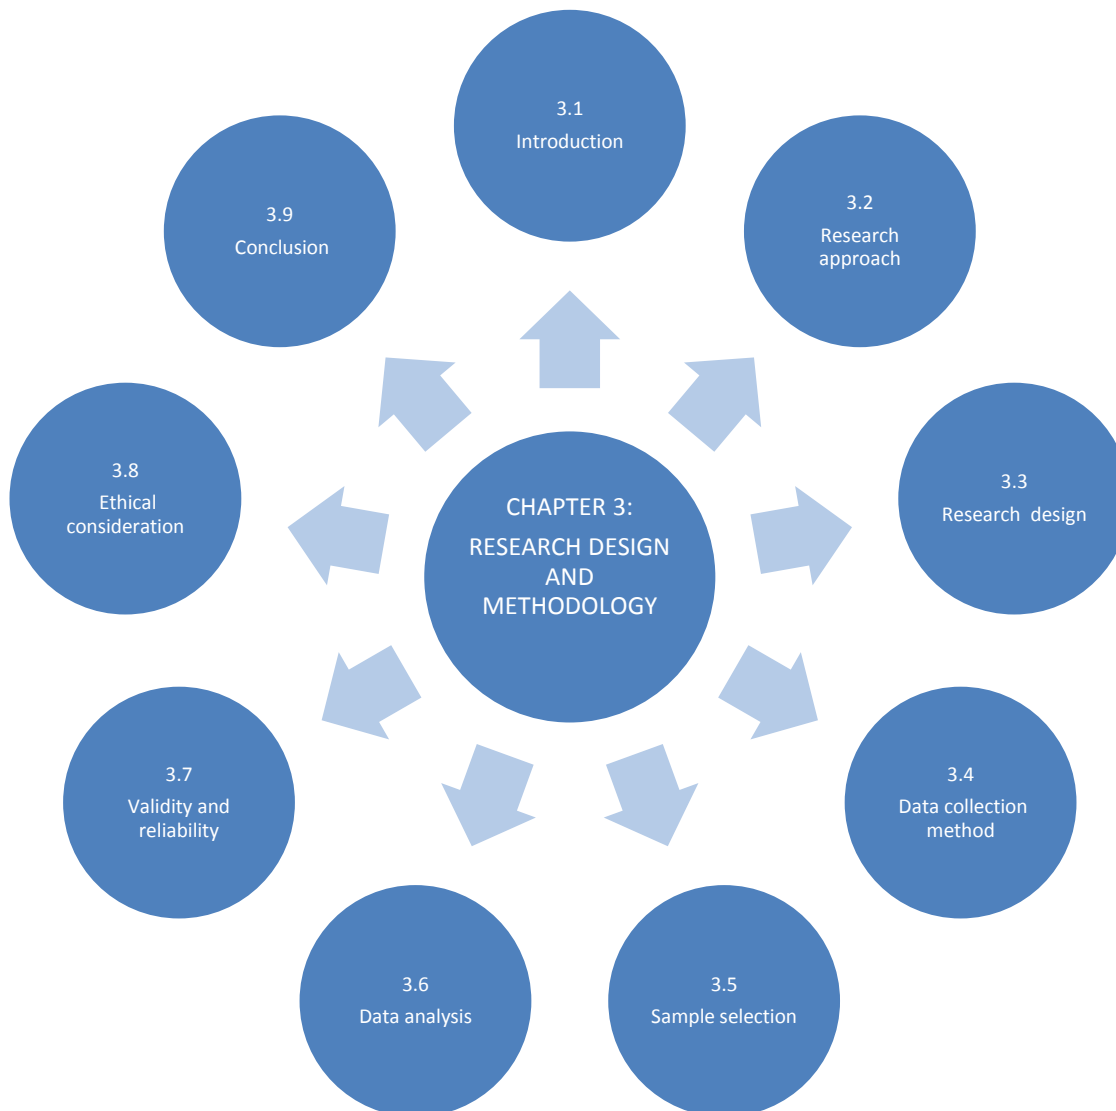 CHAPTER 3:
RESEARCH DESIGN
AND
METHODOLOGY
3.1
Introduction
3.2
Research
approach
3.3
Research  design
3.4
Data collection
method
3.5
Sample selection
3.6
Data analysis
3.7
Validity and
reliability
3.8
Ethical
consideration
3.9
Conclusion